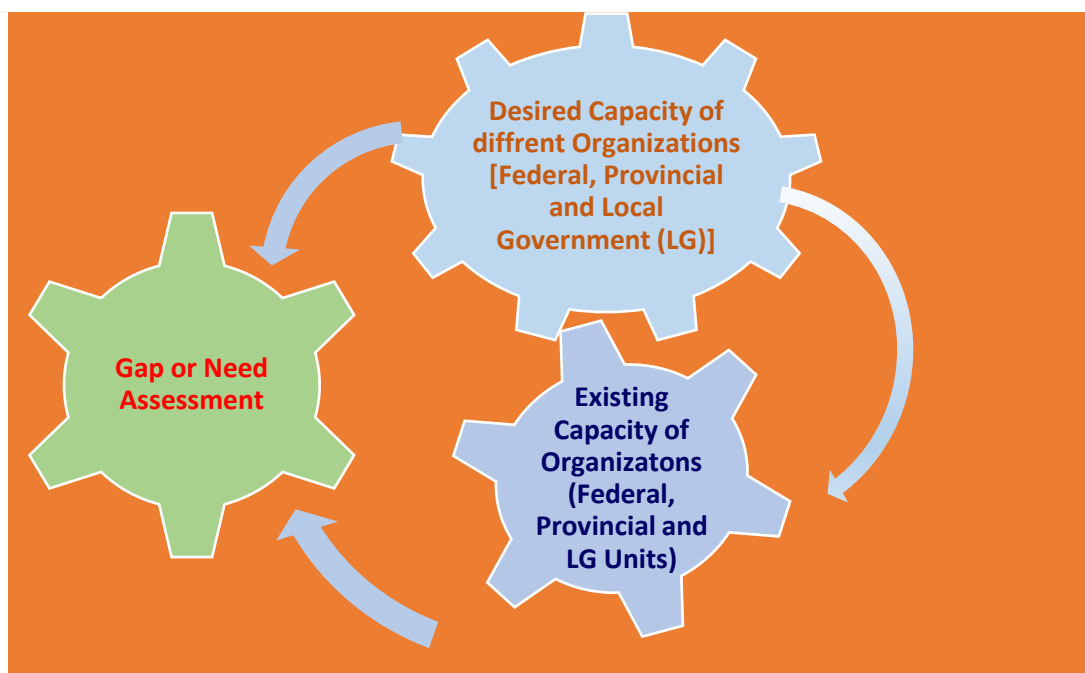 Desired Capacity of
diffrent Organizations
[Federal, Provincial
and Local
Government (LG)]
Gap or Need
Assessment
Existing
Capacity of
Organizatons
(Federal,
Provincial and
LG Units)